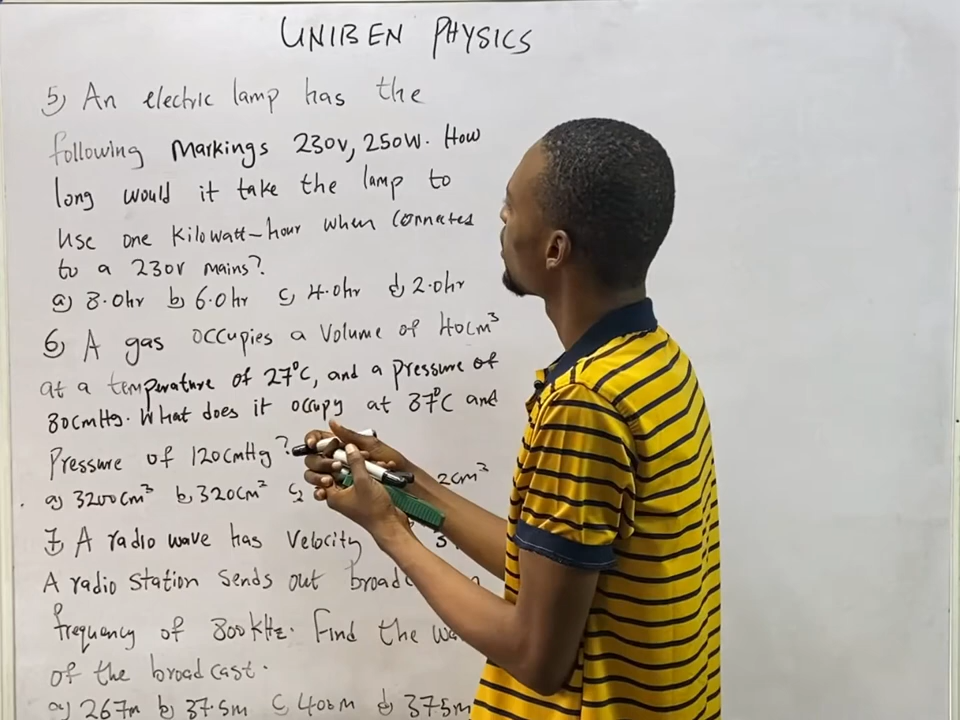 UNIBEN PHYSICS
5) An electric lamp has the
following markings 230V, 250W. How
long would it take the lamp to
use one Kilowatt-hour when connected
to a 230V mains?
a) 8.0hr b) 6.0hr c) 4.0hr d) 2.0hr
6) A gas occupies a volume of 40cm³
at a temperature of 27°C, and a pressure of
80cmHg. What does it occupy at 87°C and
Pressure of 120cmHg?
a) 3200cm³ b) 320cm² c) 2cm³
7) A radio wave has velocity
A radio station sends out
frequency of 800kHz. Find the
of the broadcast.
a) 267m b) 37.5m c) 400m d) 375m